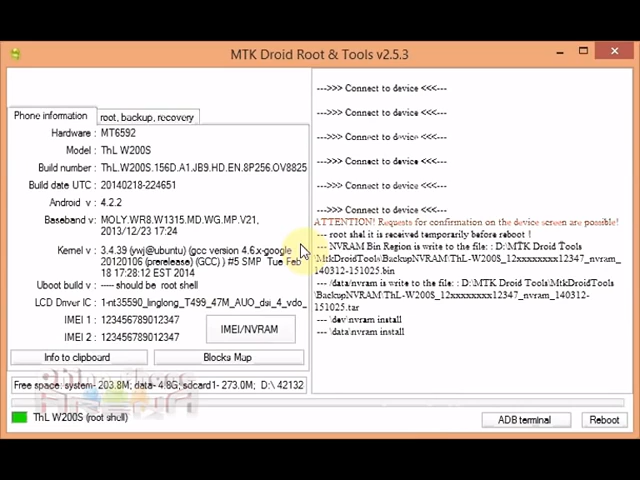 MTK Droid Root & Tools v2.5.3
Phone information
root, backup, recovery
Hardware : MT6592
Model : ThL W200S
Build number : ThL.W200S.156D.A1.JB9.HD.EN.8P256.OV8825
Build date UTC : 20140218-224651
Android v : 4.2.2
Baseband v: MOLY.WR8.W1315.MD.WG.MP.V21,
2013/12/23 17:24
Kernel v : 3.4.39 (ywj@ubuntu) (gcc version 4.6.x-google
20120106 (prerelease) (GCC) ) #5 SMP Tue Feb
18 17:28:12 EST 2014
Uboot build v : ----- should be root shell
LCD Driver IC : 1-nt35590_linglong_T499_47M_AUO_dsi_4_vdo_
IMEI 1 : 123456789012347
IMEI 2 : 123456789012347
IMEI/NVRAM
Info to clipboard
Blocks Map
Free space: system- 203.8M; data- 4.8G, sdcard1- 273.0M; D:\ 42132
ThL W200S (root shell)
--->>> Connect to device <<<---
--->>> Connect to device <<<---
--->>> Connect to device <<<---
--->>> Connect to device <<<---
--->>> Connect to device <<<---
--->>> Connect to device <<<---
ATTENTION! Requests for confirmation on the device screen are possible!
--- root shel it is received temporarily before reboot !
--- NVRAM Bin Region is write to the file: : D:\MTK Droid Tools
\MtkDroidTools\BackupNVRAM\ThL-W200S_12xxxxxxxx12347_nvram_
140312-151025.bin
--- /data/nvram is write to the file: : D:\MTK Droid Tools\MtkDroidTools
\BackupNVRAM\ThL-W200S_12xxxxxxxx12347_nvram_140312-
151025.tar
--- \dev\nvram install
--- \data\nvram install
ADB terminal
Reboot